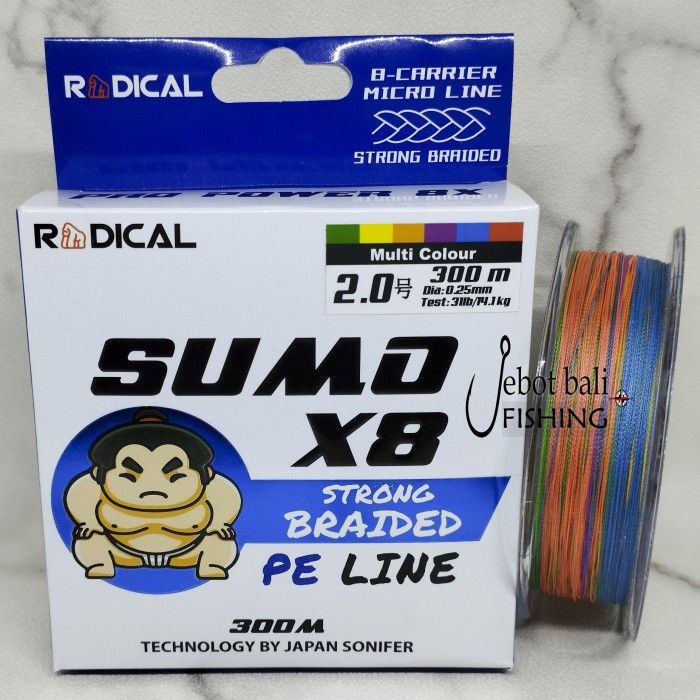 RADICAL
8-CARRIER
MICRO LINE
STRONG BRAIDED
PRO POWER 8X
RADICAL
Multi Colour
2.0号
300 m
Dia:0.25mm
Test:31lb/14.1kg
SUMO
X8
Jebot bali
FISHING
STRONG
BRAIDED
PE LINE
300M
TECHNOLOGY BY JAPAN SONIFER